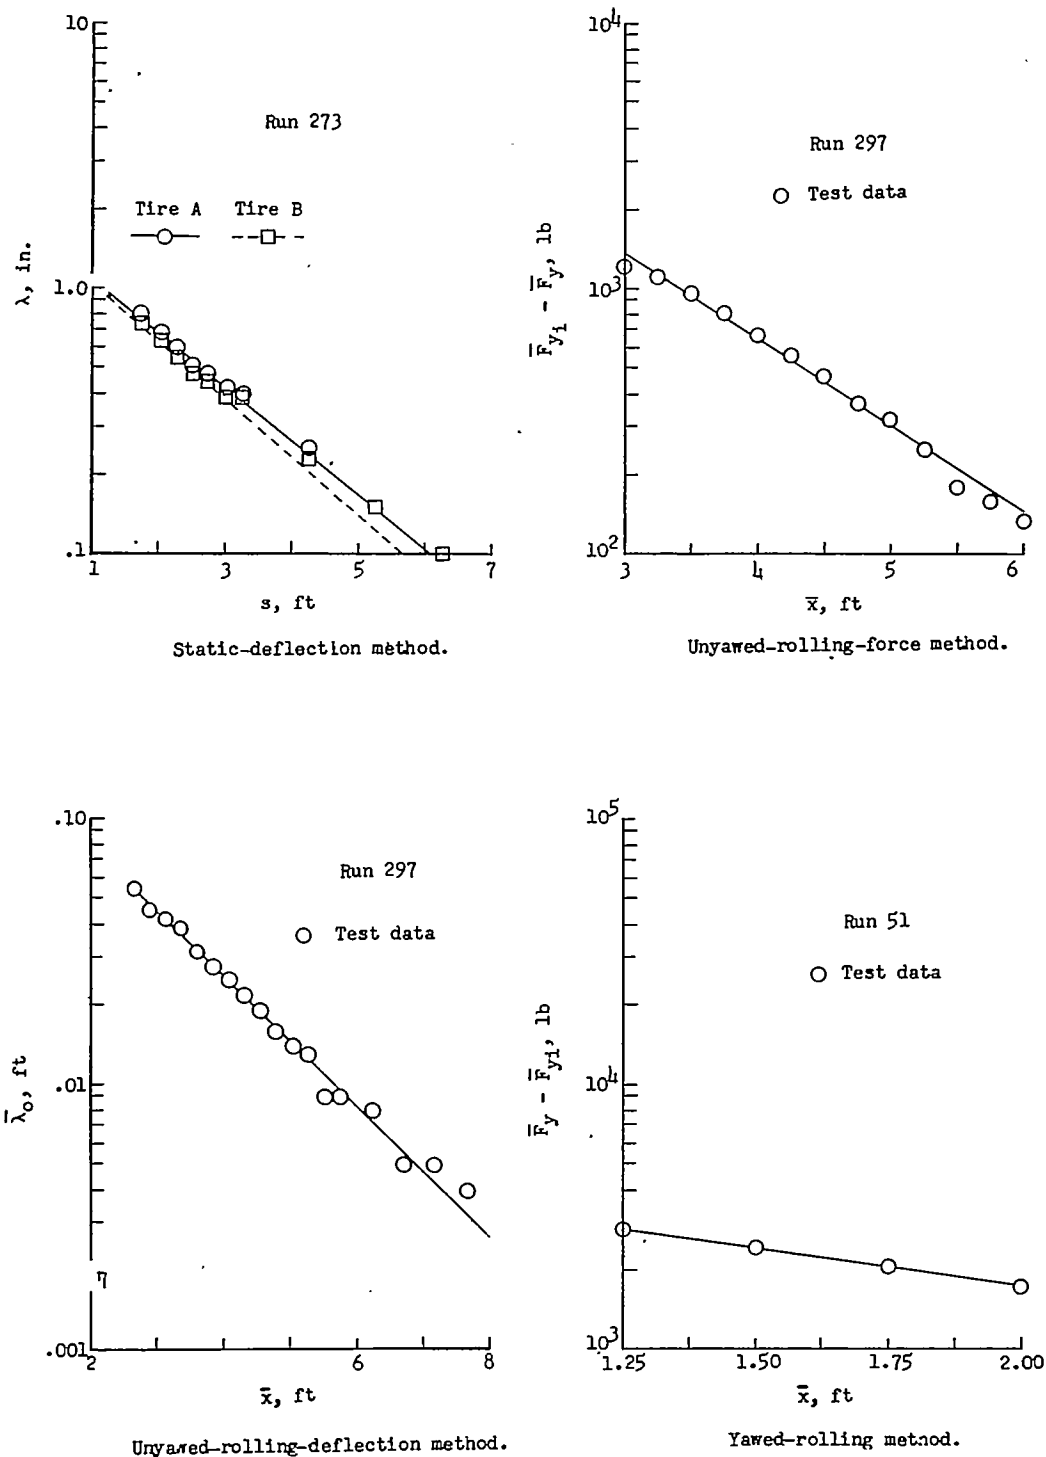 10
λ, in.
1.0
.1
1
3
5
7
s, ft
Run 273
Tire A Tire B
Static-deflection method.
10⁴
10³
10²
F̅yᵢ - F̅y, lb
3
4
5
6
x̅, ft
Run 297
Test data
Unyawed-rolling-force method.
.10
.01
.001
λ̅o, ft
2
6
8
x̅, ft
Run 297
Test data
Unyawed-rolling-deflection method.
10⁵
10⁴
10³
F̅y - F̅yi, lb
1.25
1.50
1.75
2.00
x̅, ft
Run 51
Test data
Yawed-rolling method.